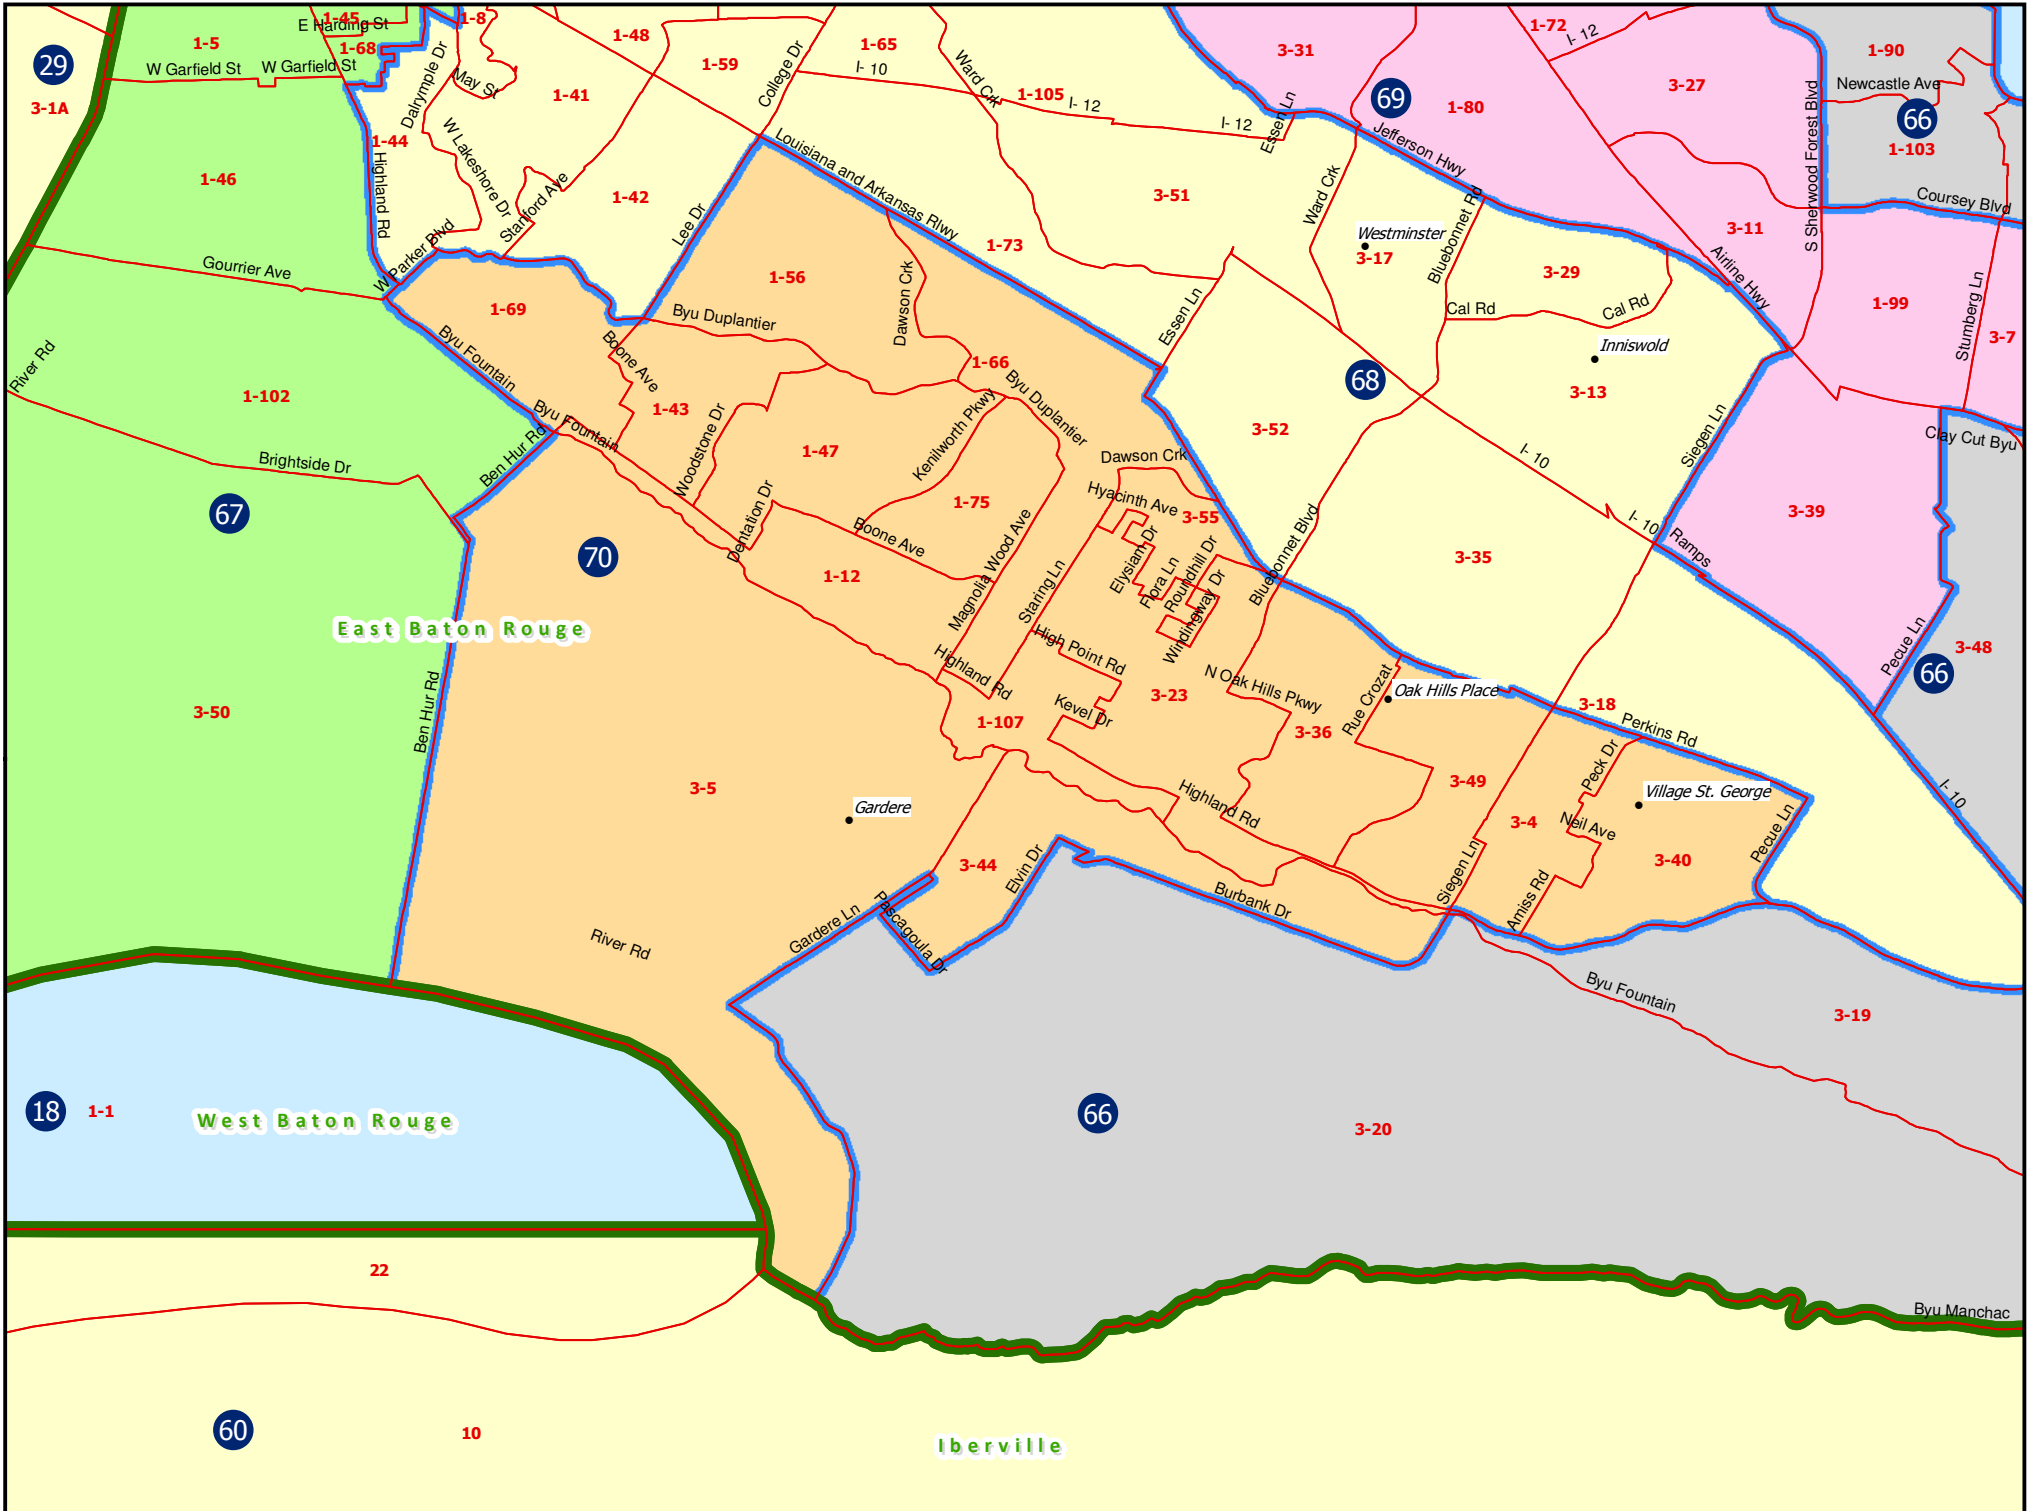 1-45
1-8
E Harding St
1-5
1-68
W Garfield St
W Garfield St
29
3-1A
1-48
1-59
1-65
I- 10
College Dr
Ward Crk
1-105
I- 12
I- 12
3-31
69
1-72
I- 12
1-80
3-27
1-90
Newcastle Ave
66
1-103
Dalrymple Dr
May St
1-41
1-44
W Lakeshore Dr
Highland Rd
1-46
1-42
Stanford Ave
W Parker Blvd
Lee Dr
Louisiana and Arkansas Rlwy
3-51
Essen Ln
Jefferson Hwy
Ward Crk
Westminster
3-17
Bluebonnet Rd
3-29
Cal Rd
Cal Rd
3-11
Airline Hwy
S Sherwood Forest Blvd
Coursey Blvd
1-99
Stumberg Ln
3-7
Gourrier Ave
1-73
1-56
Dawson Crk
1-69
Byu Duplantier
Essen Ln
Byu Fountain
Boone Ave
1-66
Byu Duplantier
68
Inniswold
3-13
River Rd
1-102
1-43
Byu Fountain
Woodstone Dr
1-47
Kenilworth Pkwy
Dawson Crk
3-52
Siegen Ln
Clay Cut Byu
Brightside Dr
Ben Hur Rd
I- 10
67
1-75
Hyacinth Ave
3-55
3-39
I- 10
Ramps
70
Dentation Dr
Boone Ave
1-12
Magnolia Wood Ave
Staring Ln
Elysian Dr
Flora Ln
Roundhill Dr
Windingway Dr
Bluebonnet Blvd
3-35
East Baton Rouge
High Point Rd
Highland Rd
3-50
Ben Hur Rd
1-107
Kevel Dr
3-23
N Oak Hills Pkwy
3-36
Rue Crozat
Oak Hills Place
3-18
Perkins Rd
Pecue Ln
3-48
66
3-5
Gardere
3-49
Peck Dr
Village St. George
I- 10
Highland Rd
3-4
Neil Ave
3-40
Pecue Ln
3-44
Elvin Dr
Siegen Ln
Amiss Rd
Burbank Dr
Gardere Ln
Pascagoula Dr
River Rd
Byu Fountain
3-19
18
1-1
West Baton Rouge
66
3-20
22
Byu Manchac
60
10
Iberville